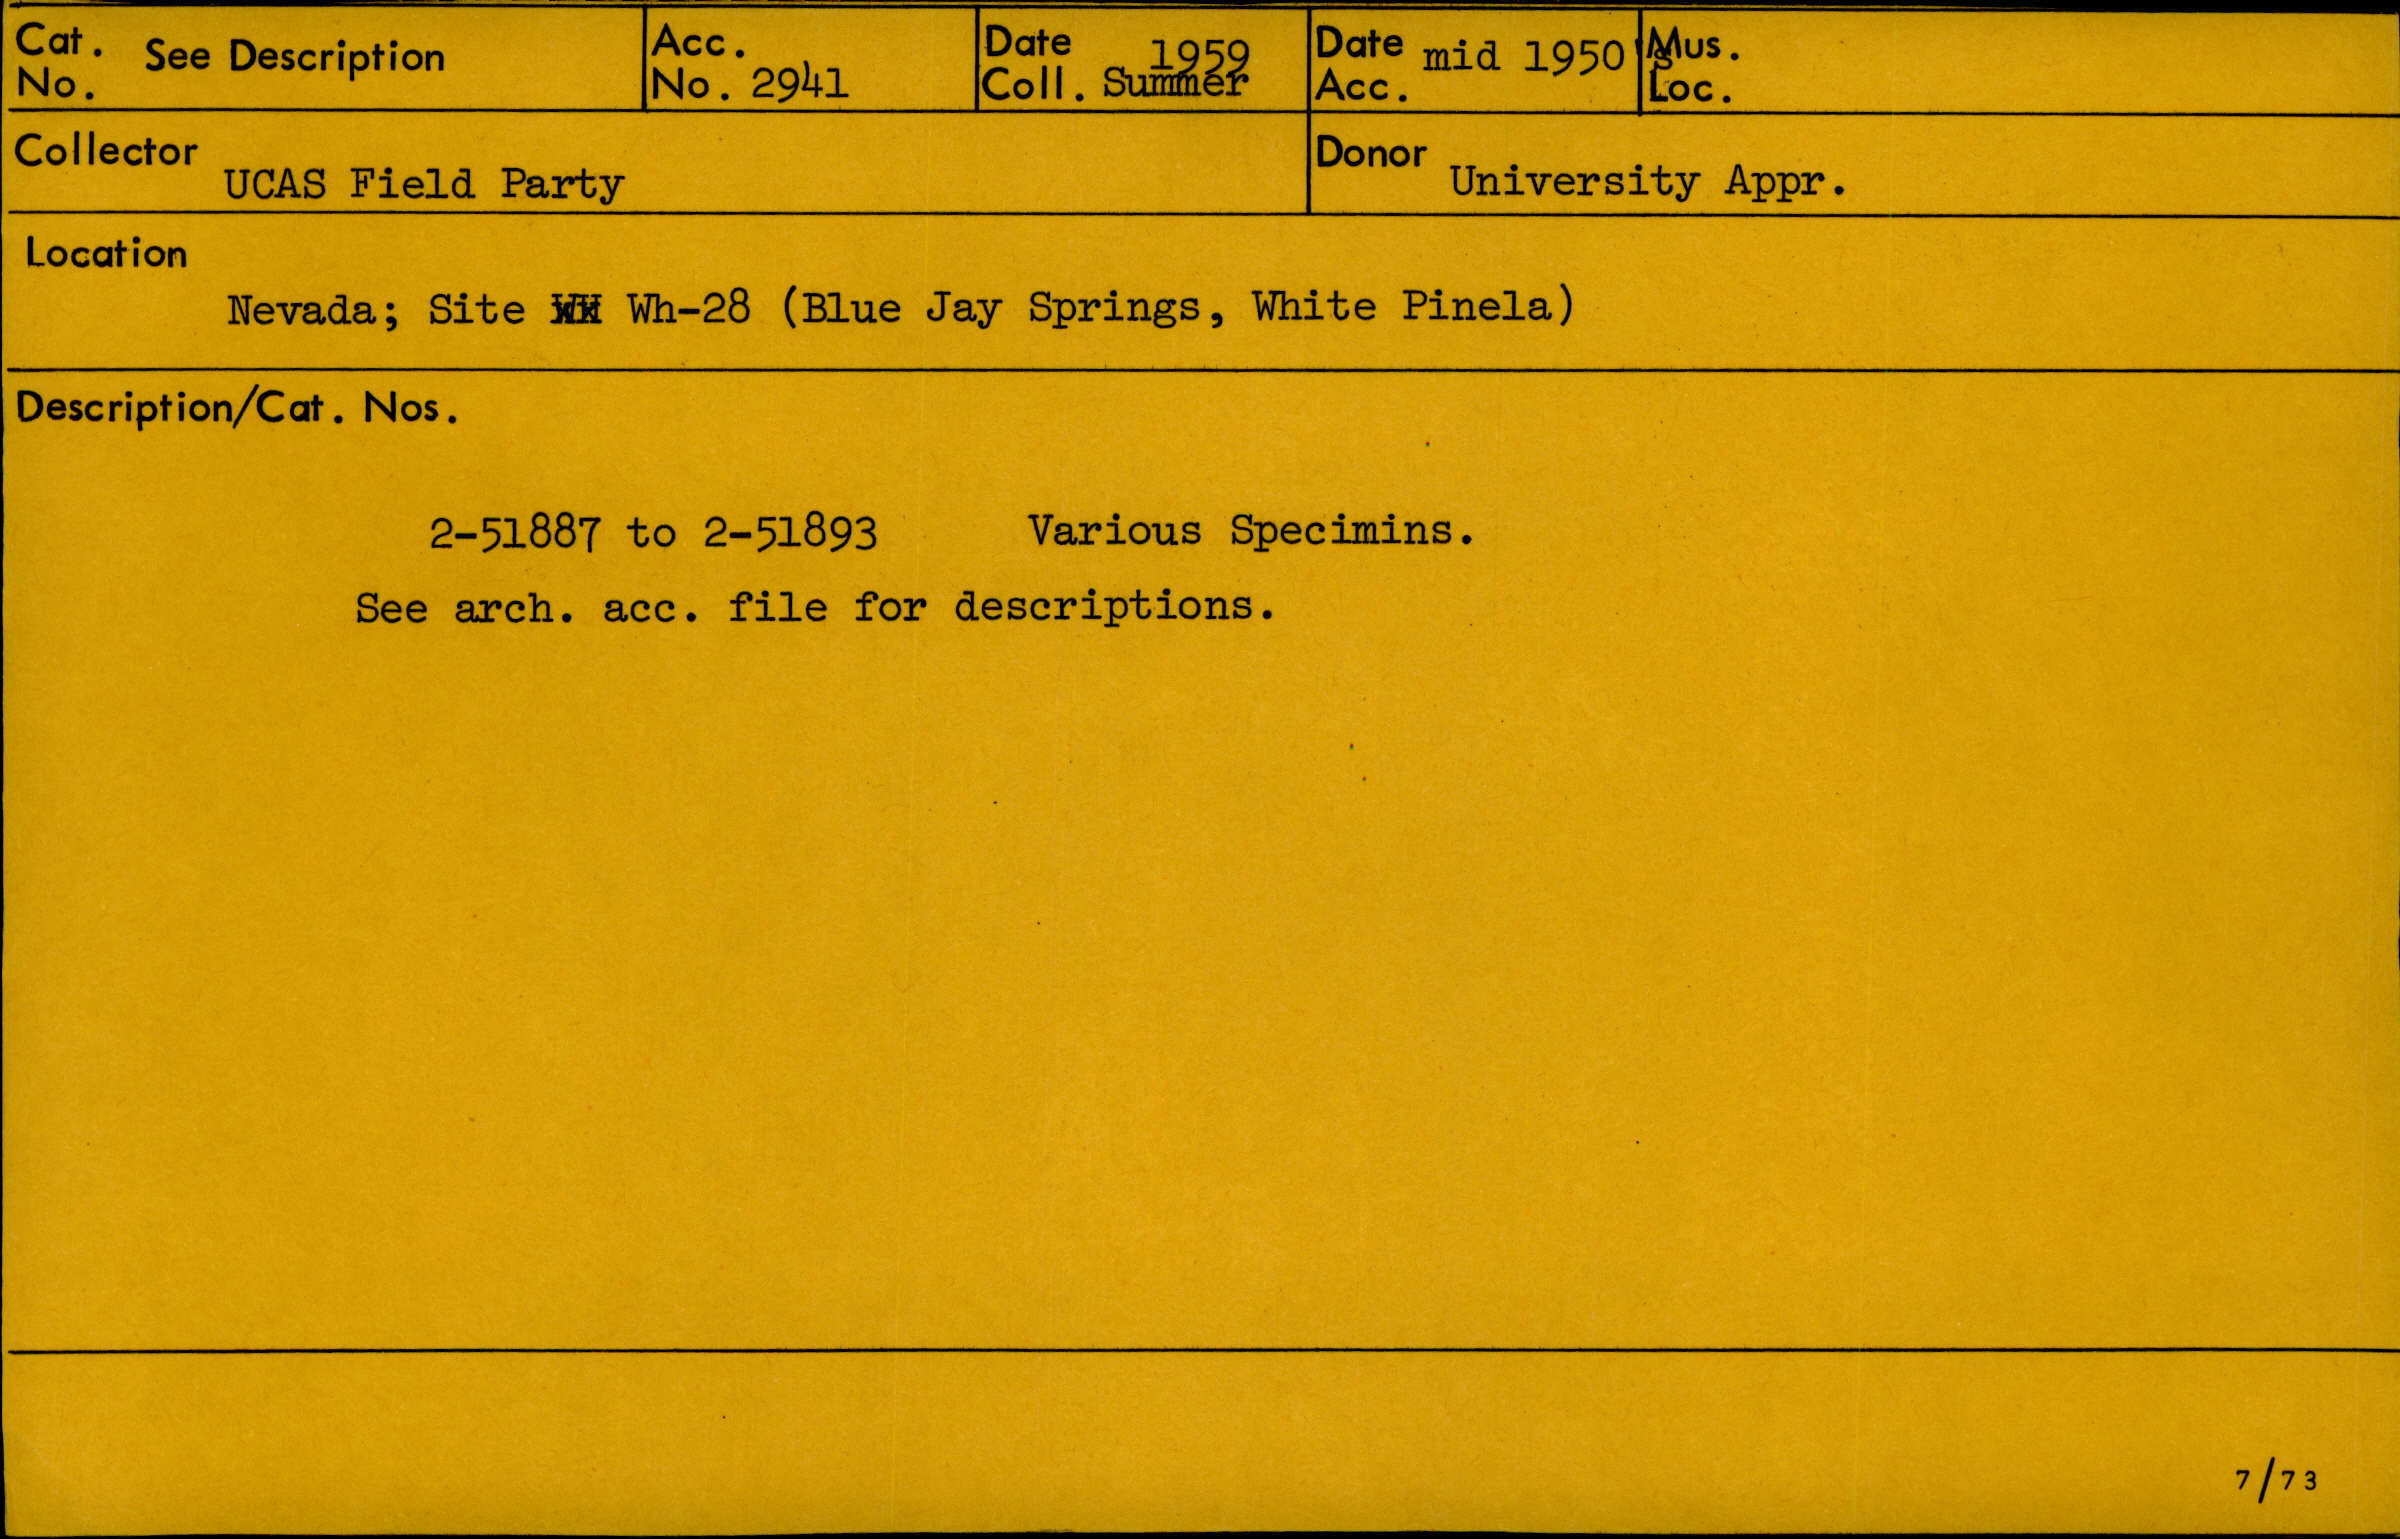 Cat. No. See Description
Acc. No. 2941
Date Coll. 1959 Summer
Date Acc. mid 1950's
Mus. Loc.
Collector UCAS Field Party
Donor University Appr.
Location
Nevada; Site Wh-28 (Blue Jay Springs, White Pinela)
Description/Cat. Nos.
2-51887 to 2-51893 Various Specimins.
See arch. acc. file for descriptions.
7/73